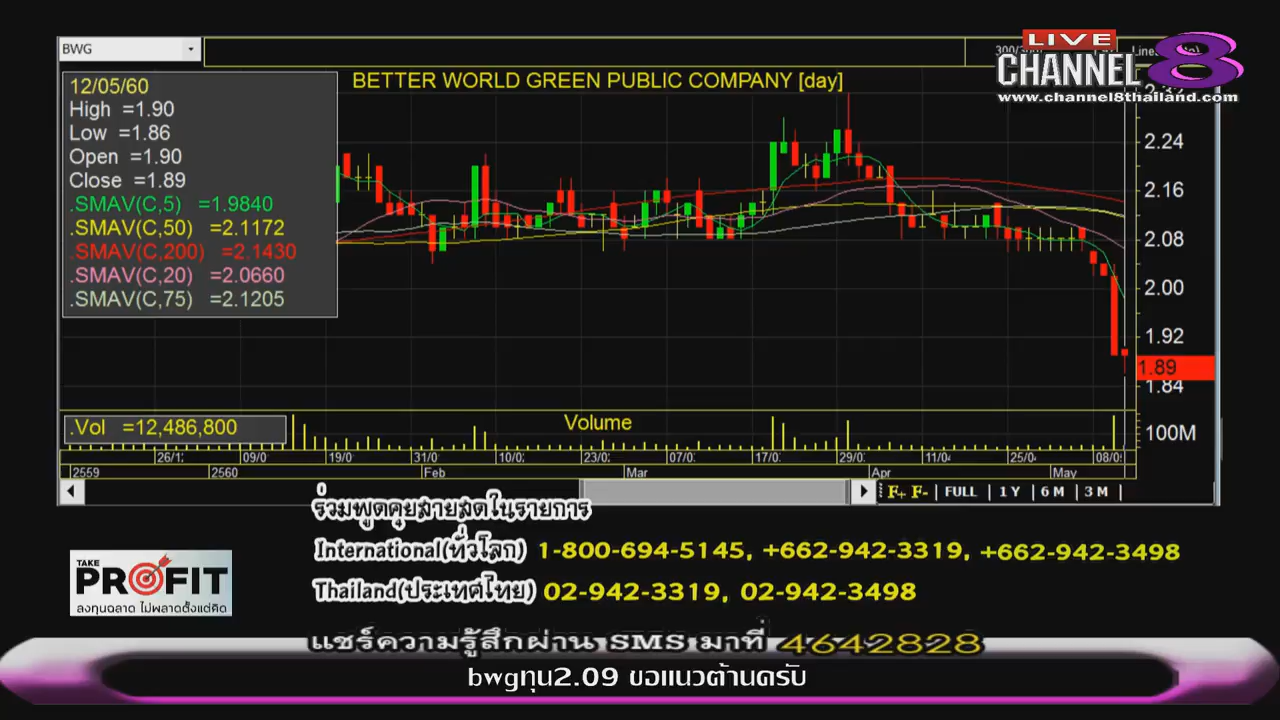 BWG
LIVE
CHANNEL 8
www.channel8thailand.com
BETTER WORLD GREEN PUBLIC COMPANY [day]
12/05/60
High =1.90
Low =1.86
Open =1.90
Close =1.89
.SMAV(C,5) =1.9840
.SMAV(C,50) =2.1172
.SMAV(C,200) =2.1430
.SMAV(C,20) =2.0660
.SMAV(C,75) =2.1205
2.24
2.16
2.08
2.00
1.92
1.89
1.84
.Vol =12,486,800
Volume
100M
26/1 09/0 19/0 31/0 10/0 23/0 07/0 17/0 29/0 11/0 25/0 08/0
2559 2560 Feb Mar Apr May
F+ F- FULL 1 Y 6 M 3 M
0
ร่วมพูดคุยสายสดในรายการ
International(ทั่วโลก) 1-800-694-5145, +662-942-3319, +662-942-3498
Thailand(ประเทศไทย) 02-942-3319, 02-942-3498
TAKE
PROFIT
ลงทุนฉลาด ไม่พลาดตั้งแต่คิด
แชร์ความรู้สึกผ่าน SMS มาที่ 4642828
bwgทุน2.09 ขอแนวต้านครับ